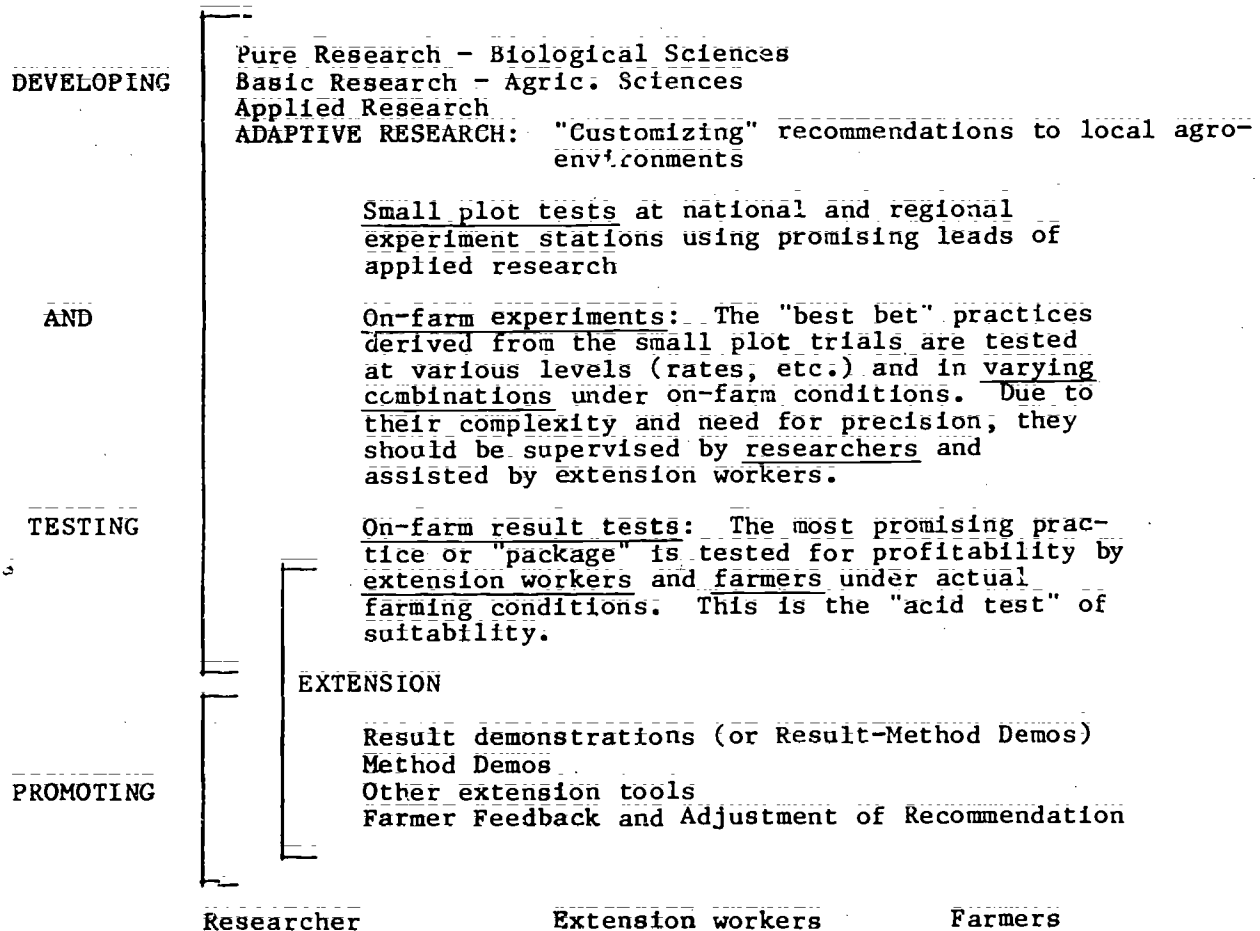 Pure Research - Biological Sciences
DEVELOPING Basic Research - Agric. Sciences
Applied Research
ADAPTIVE RESEARCH: "Customizing" recommendations to local agro-
environments
Small plot tests at national and regional
experiment stations using promising leads of
applied research
AND On-farm experiments: The "best bet" practices
derived from the small plot trials are tested
at various levels (rates, etc.) and in varying
combinations under on-farm conditions. Due to
their complexity and need for precision, they
should be supervised by researchers and
assisted by extension workers.
TESTING On-farm result tests: The most promising prac-
tice or "package" is tested for profitability by
extension workers and farmers under actual
farming conditions. This is the "acid test" of
suitability.
EXTENSION
Result demonstrations (or Result-Method Demos)
Method Demos
PROMOTING Other extension tools
Farmer Feedback and Adjustment of Recommendation
Researcher Extension workers Farmers